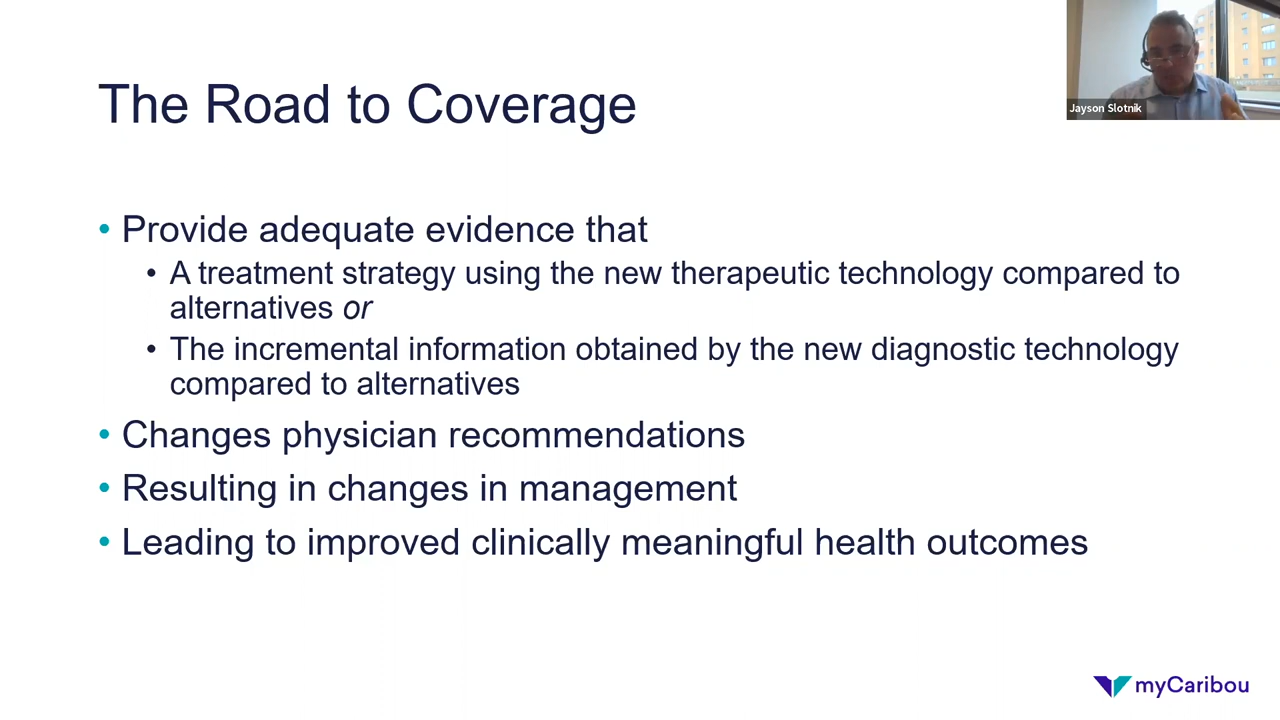 The Road to Coverage
Jayson Slotnik
• Provide adequate evidence that
• A treatment strategy using the new therapeutic technology compared to
alternatives or
• The incremental information obtained by the new diagnostic technology
compared to alternatives
• Changes physician recommendations
• Resulting in changes in management
• Leading to improved clinically meaningful health outcomes
myCaribou